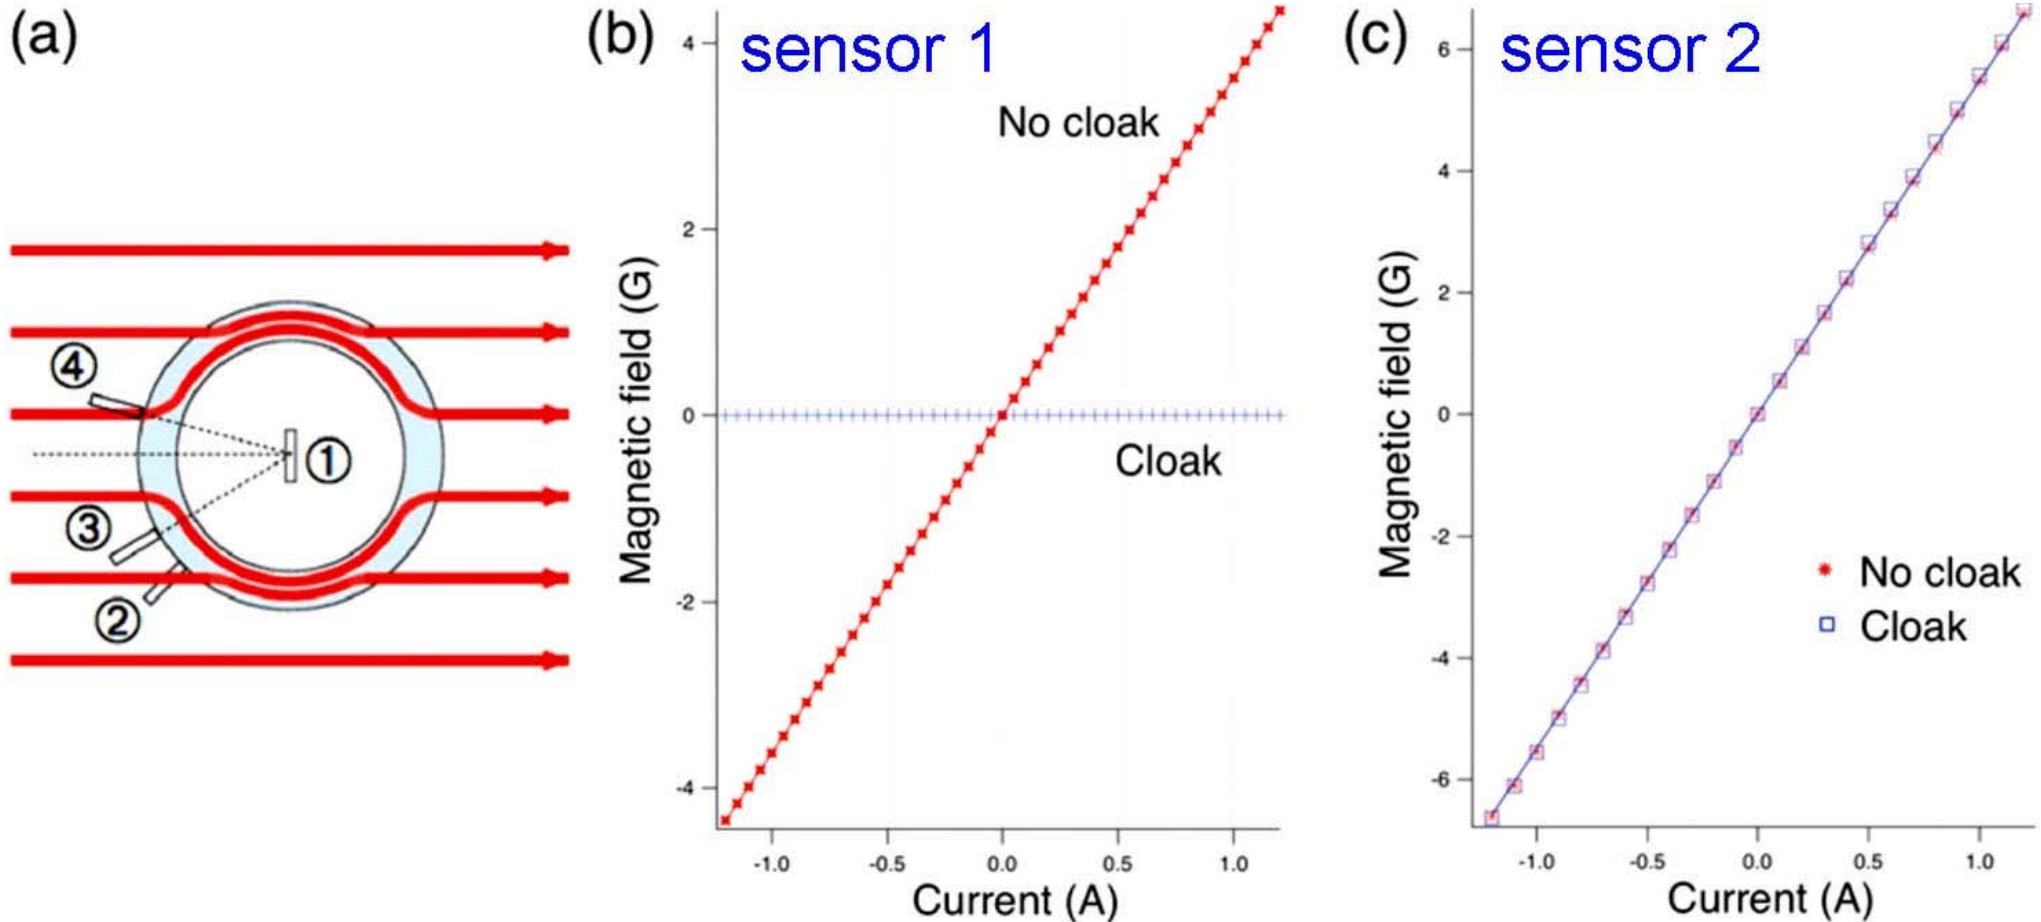 (a)
④
①
③
②
(b)
sensor 1
4
2
0
-2
-4
Magnetic field (G)
No cloak
Cloak
-1.0 -0.5 0.0 0.5 1.0
Current (A)
(c)
sensor 2
6
4
2
0
-2
-4
-6
Magnetic field (G)
No cloak
Cloak
-1.0 -0.5 0.0 0.5 1.0
Current (A)